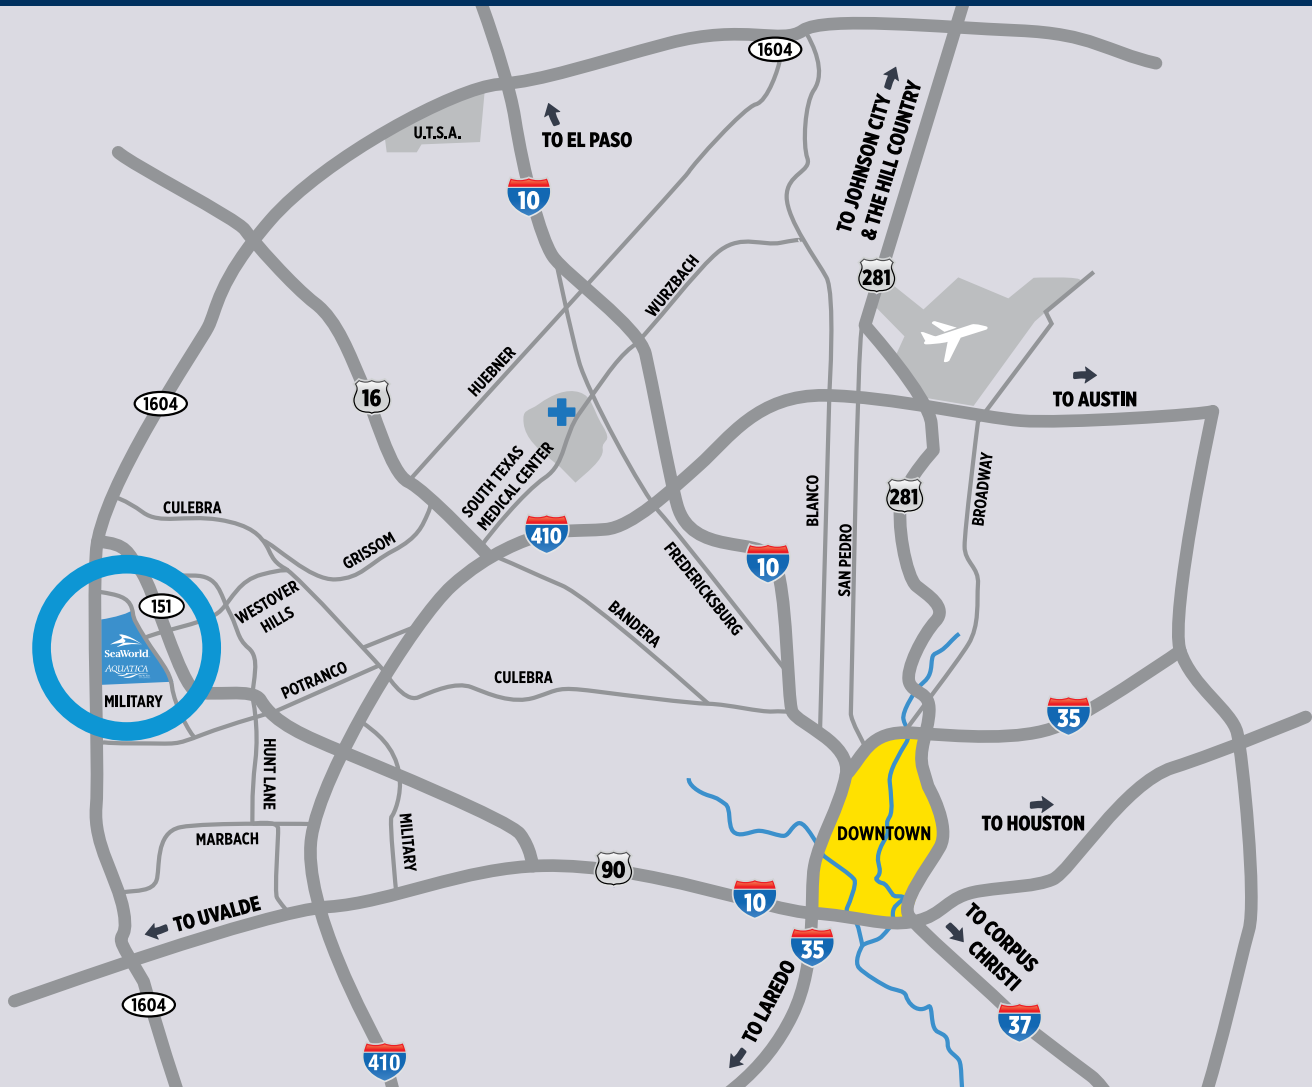 1604
U.T.S.A.
TO EL PASO
10
TO JOHNSON CITY
& THE HILL COUNTRY
281
WURZBACH
HUEBNER
1604
16
TO AUSTIN
SOUTH TEXAS
MEDICAL CENTER
BLANCO
281
BROADWAY
CULEBRA
GRISSOM
410
10
SAN PEDRO
FREDERICKSBURG
151
WESTOVER
HILLS
BANDERA
SeaWorld
AQUATICA
MILITARY
POTRANCO
CULEBRA
35
HUNT LANE
MARBACH
MILITARY
DOWNTOWN
TO HOUSTON
90
10
TO UVALDE
35
TO CORPUS
CHRISTI
TO LAREDO
1604
37
410